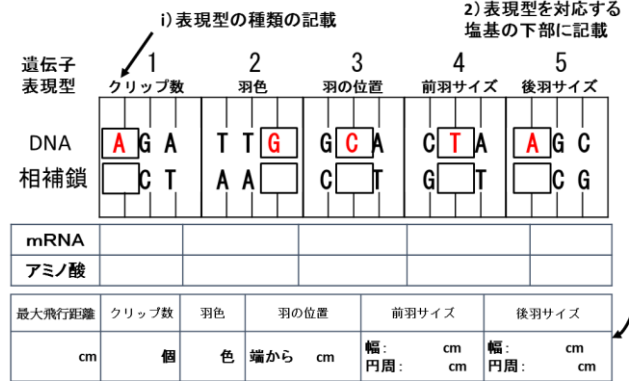 i)表現型の種類の記載
2)表現型を対応する
塩基の下部に記載
遺伝子 1 2 3 4 5
表現型 クリップ数 羽色 羽の位置 前羽サイズ 後羽サイズ
DNA A G A T T G G C A C T A A G C
相補鎖 C T A A C T G T C G
mRNA
アミノ酸
最大飛行距離 クリップ数 羽色 羽の位置 前羽サイズ 後羽サイズ
cm 個 色 端から cm 幅: cm 幅: cm
円周: cm 円周: cm